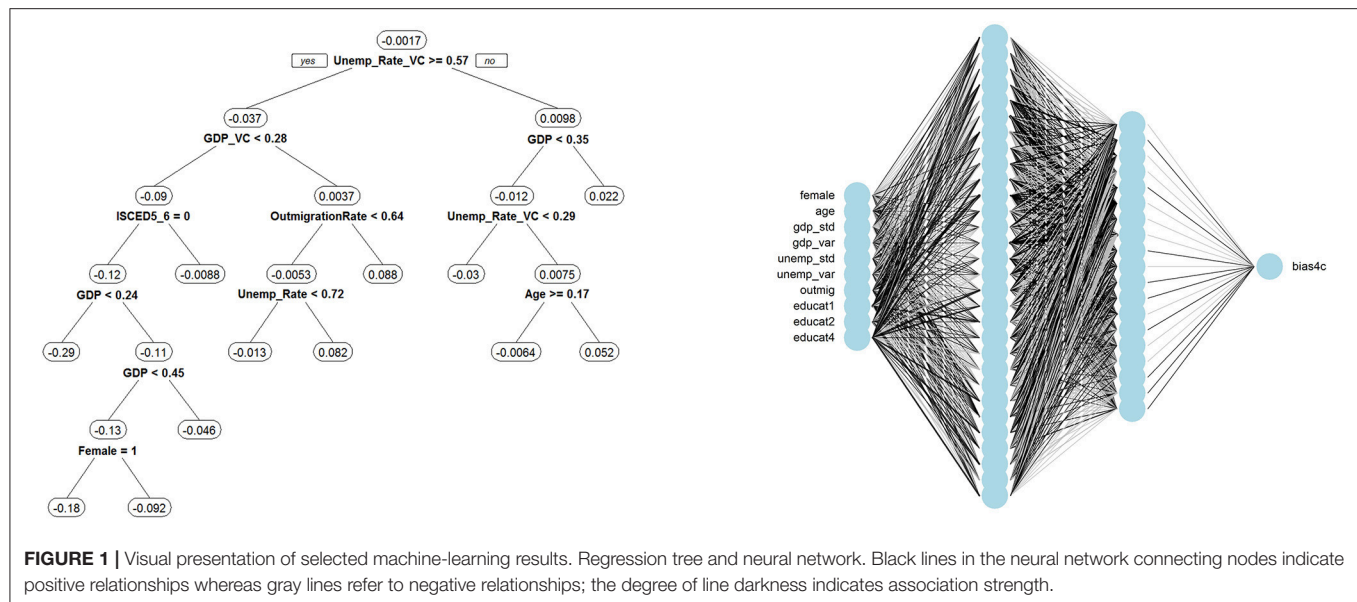 -0.0017
yes Unemp_Rate_VC >= 0.57 no
-0.037 0.0098
GDP_VC < 0.28 GDP < 0.35
-0.09 0.0037 -0.012 0.022
ISCED5_6 = 0 OutmigrationRate < 0.64 Unemp_Rate_VC < 0.29
-0.12 -0.0088 -0.0053 0.088 -0.03 0.0075
GDP < 0.24 Unemp_Rate < 0.72 Age >= 0.17
-0.29 -0.11 -0.013 0.082 -0.0064 0.052
GDP < 0.45
-0.13 -0.046
Female = 1
-0.18 -0.092
female
age
gdp_std
gdp_var
unemp_std
unemp_var
outmig
educat1
educat2
educat4
bias4c
FIGURE 1 | Visual presentation of selected machine-learning results. Regression tree and neural network. Black lines in the neural network connecting nodes indicate
positive relationships whereas gray lines refer to negative relationships; the degree of line darkness indicates association strength.